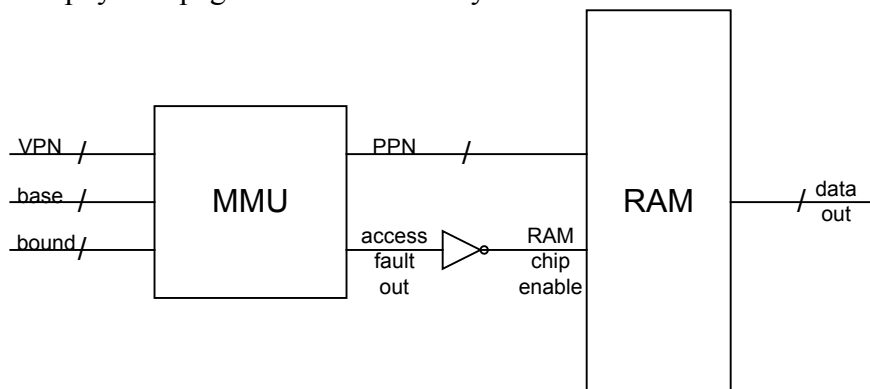 VPN
base
bound
MMU
PPN
access
fault
out
RAM
chip
enable
RAM
data
out